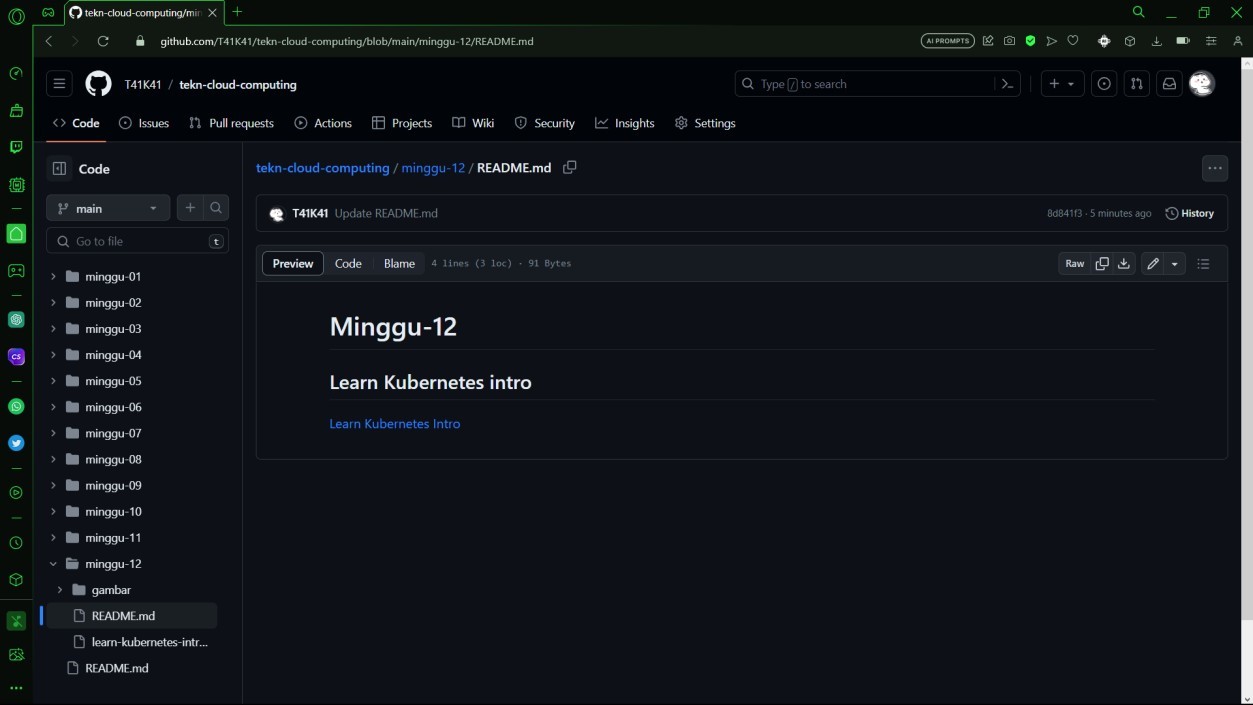 tekn-cloud-computing/min
github.com/T41K41/tekn-cloud-computing/blob/main/minggu-12/README.md
AI PROMPTS
T41K41 / tekn-cloud-computing
Type / to search
Code Issues Pull requests Actions Projects Wiki Security Insights Settings
Code
main
Go to file t
minggu-01
minggu-02
minggu-03
minggu-04
minggu-05
minggu-06
minggu-07
minggu-08
minggu-09
minggu-10
minggu-11
minggu-12
gambar
README.md
learn-kubernetes-intr...
README.md
tekn-cloud-computing / minggu-12 / README.md
T41K41 Update README.md
8d841f3 · 5 minutes ago History
Preview Code Blame 4 lines (3 loc) · 91 Bytes
Raw
Minggu-12
Learn Kubernetes intro
Learn Kubernetes Intro
CS